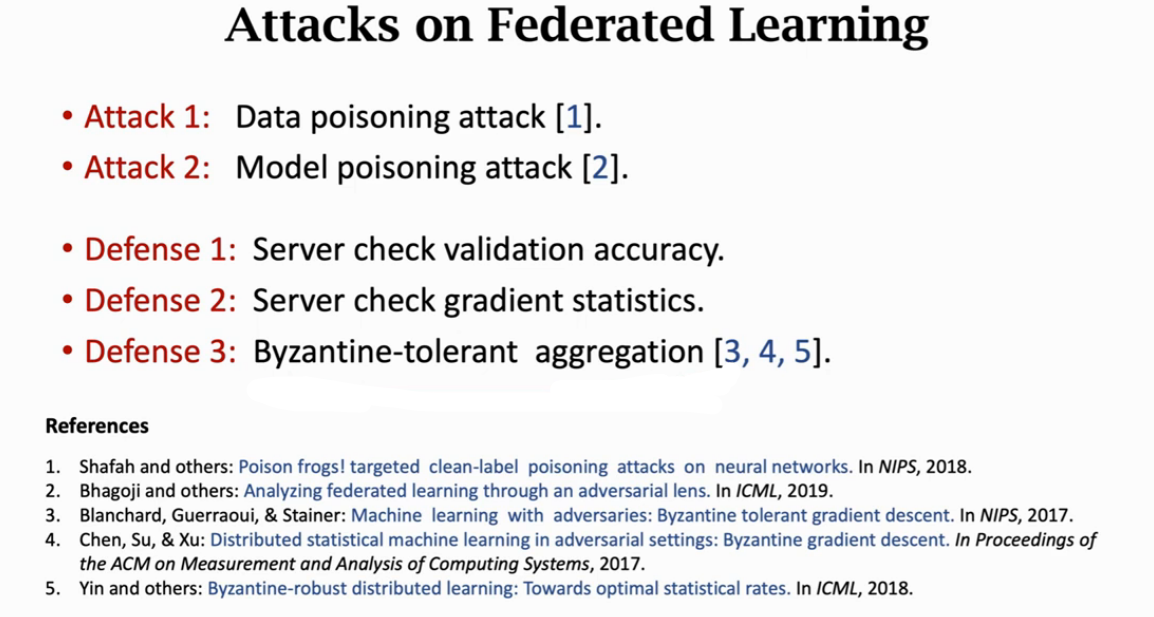 Attacks on Federated Learning
• Attack 1: Data poisoning attack [1].
• Attack 2: Model poisoning attack [2].
• Defense 1: Server check validation accuracy.
• Defense 2: Server check gradient statistics.
• Defense 3: Byzantine-tolerant aggregation [3, 4, 5].
References
1. Shafah and others: Poison frogs! targeted clean-label poisoning attacks on neural networks. In NIPS, 2018.
2. Bhagoji and others: Analyzing federated learning through an adversarial lens. In ICML, 2019.
3. Blanchard, Guerraoui, & Stainer: Machine learning with adversaries: Byzantine tolerant gradient descent. In NIPS, 2017.
4. Chen, Su, & Xu: Distributed statistical machine learning in adversarial settings: Byzantine gradient descent. In Proceedings of
the ACM on Measurement and Analysis of Computing Systems, 2017.
5. Yin and others: Byzantine-robust distributed learning: Towards optimal statistical rates. In ICML, 2018.